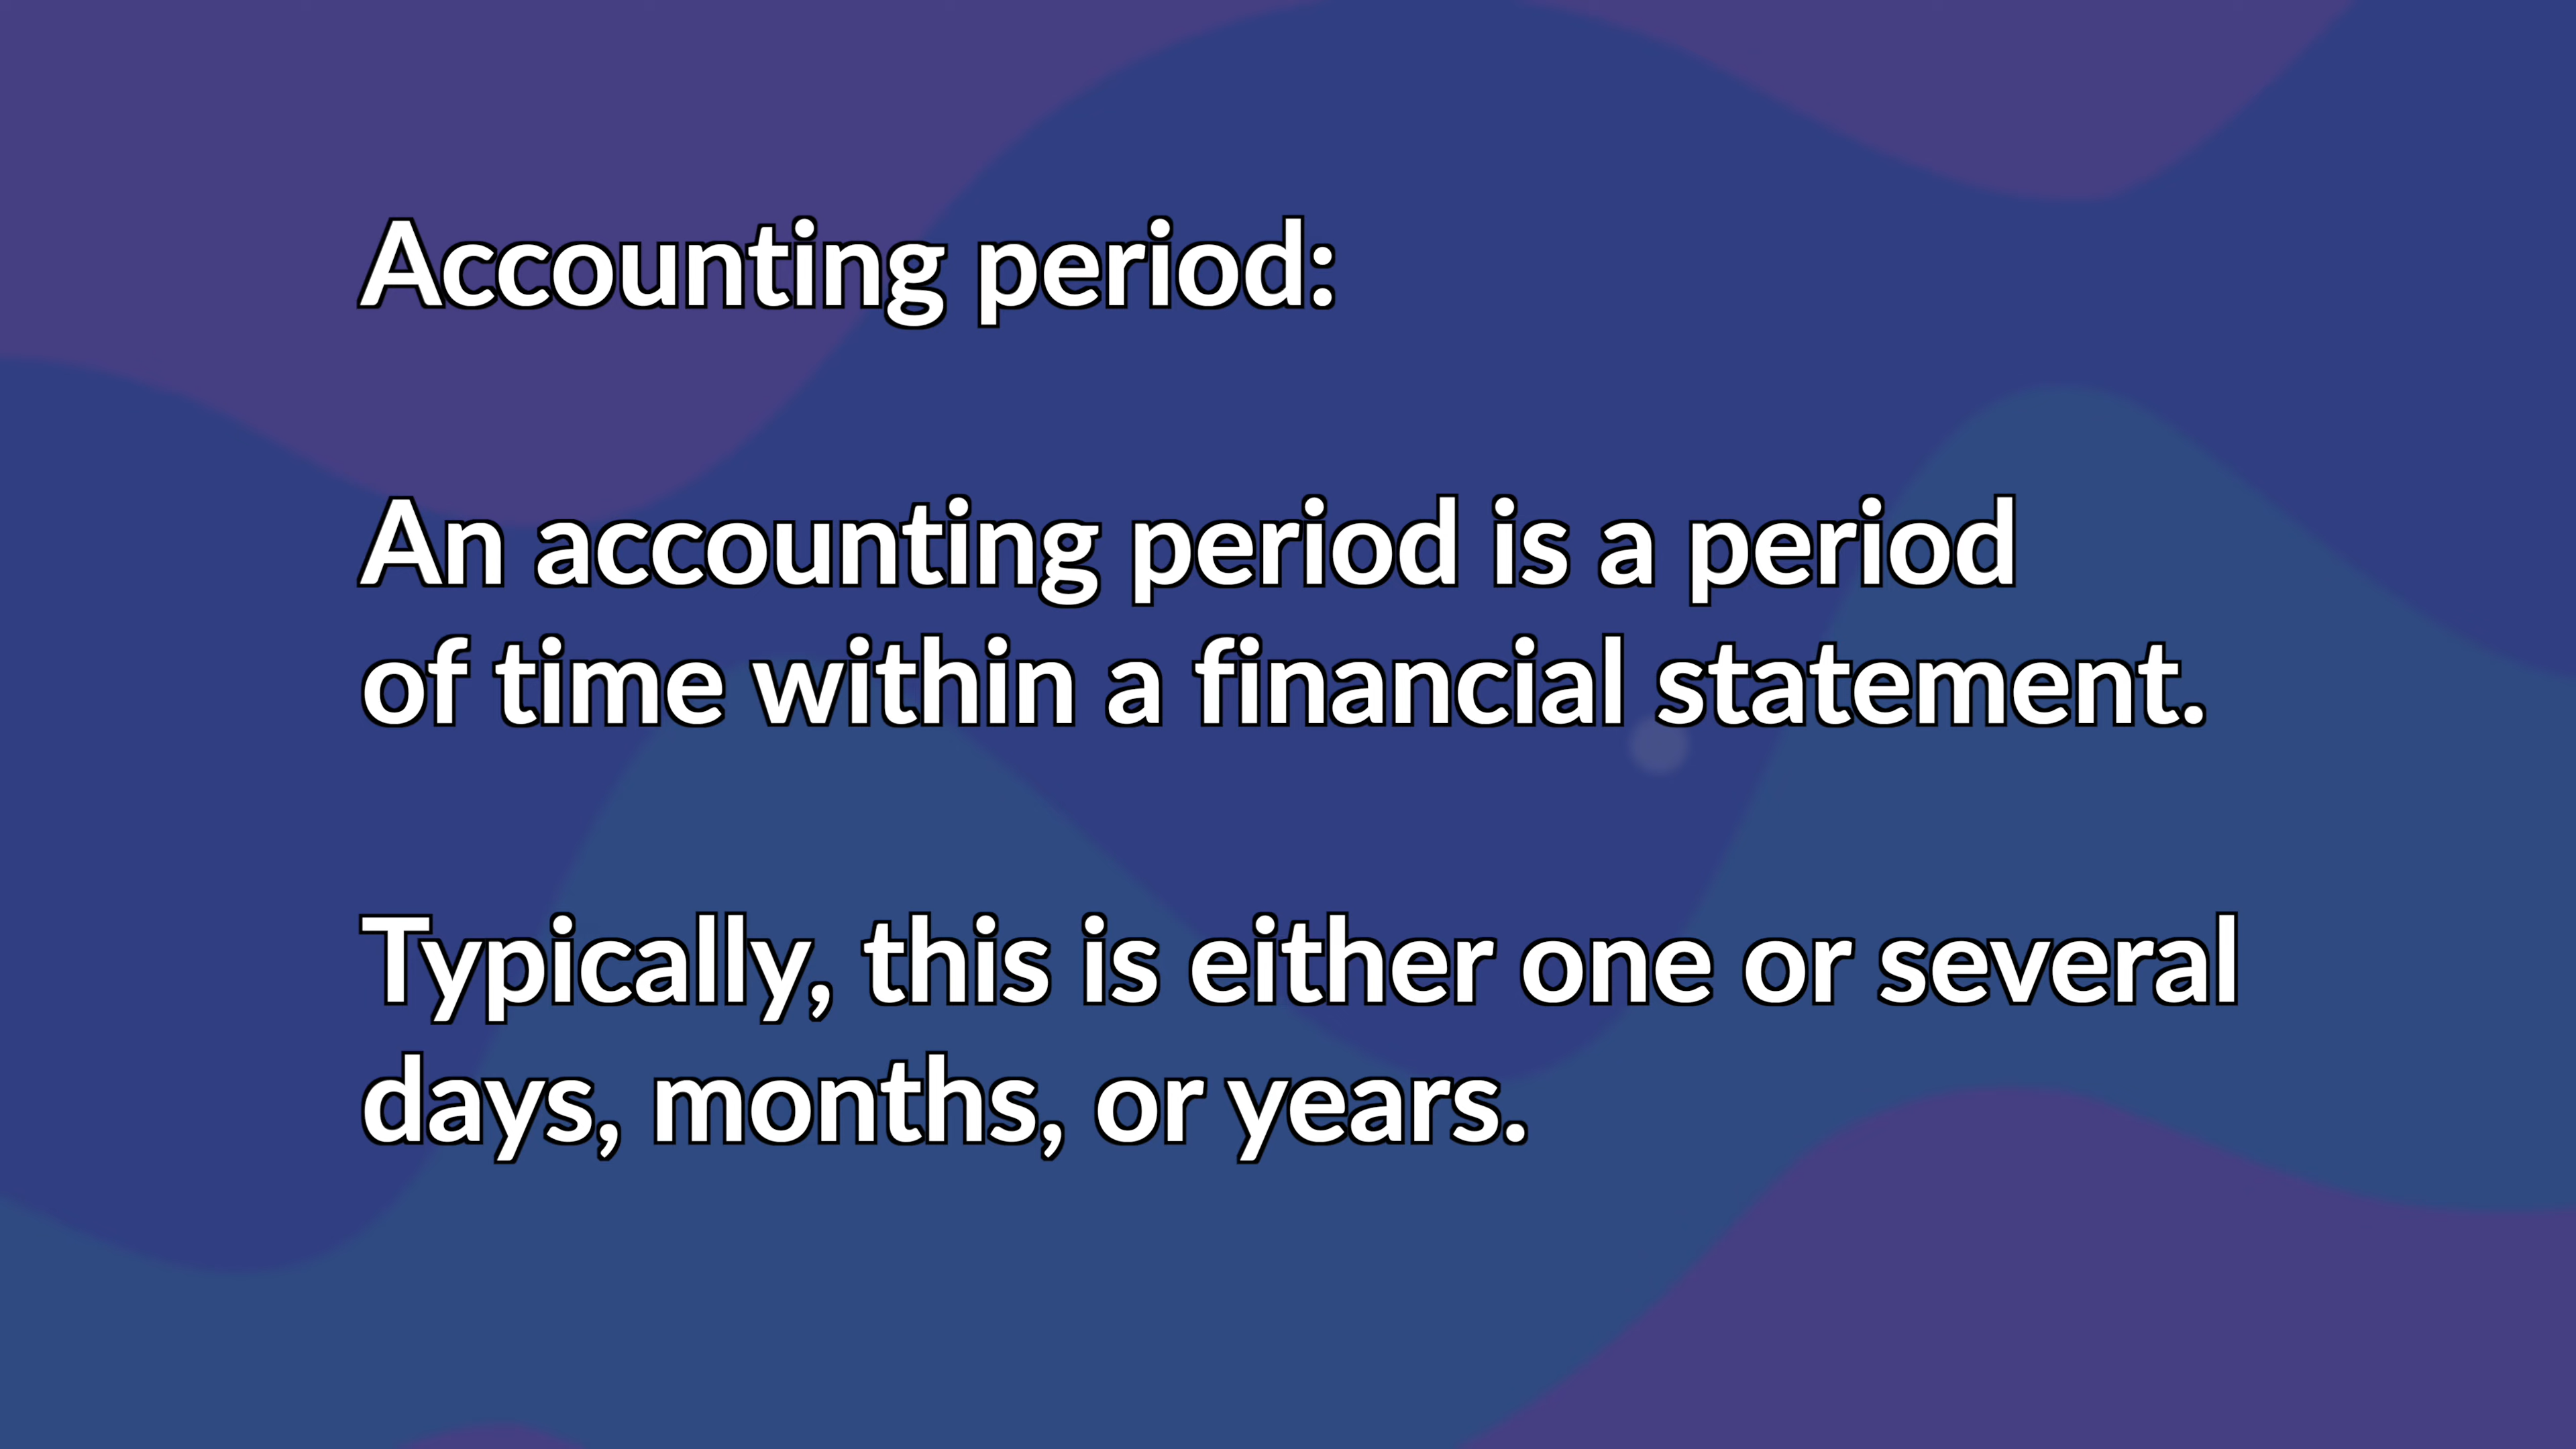 Accounting period:
An accounting period is a period
of time within a financial statement.
Typically, this is either one or several
days, months, or years.